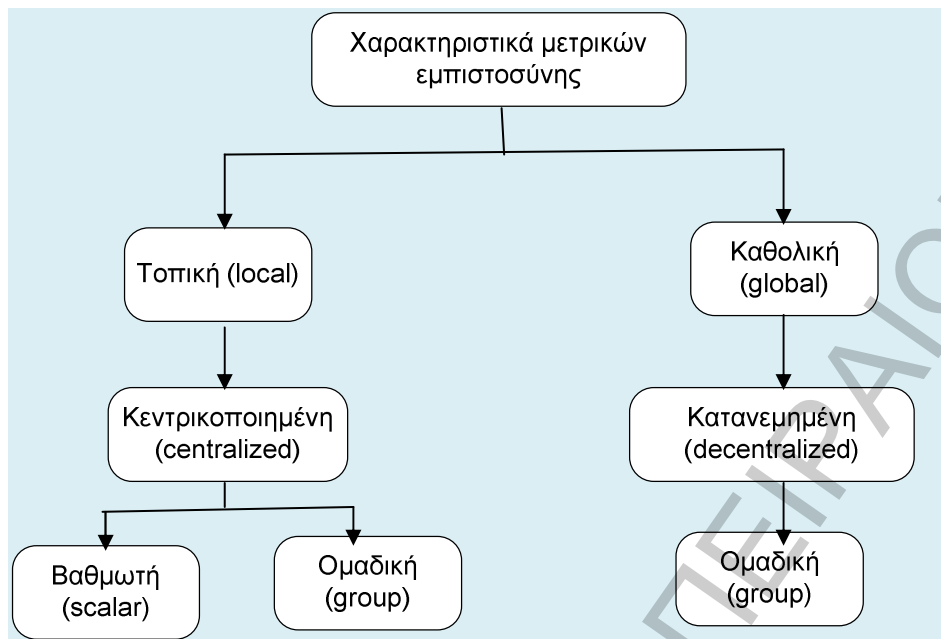 Χαρακτηριστικά μετρικών
εμπιστοσύνης
Τοπική (local)
Καθολική
(global)
Κεντρικοποιημένη
(centralized)
Κατανεμημένη
(decentralized)
Βαθμωτή
(scalar)
Ομαδική
(group)
Ομαδική
(group)